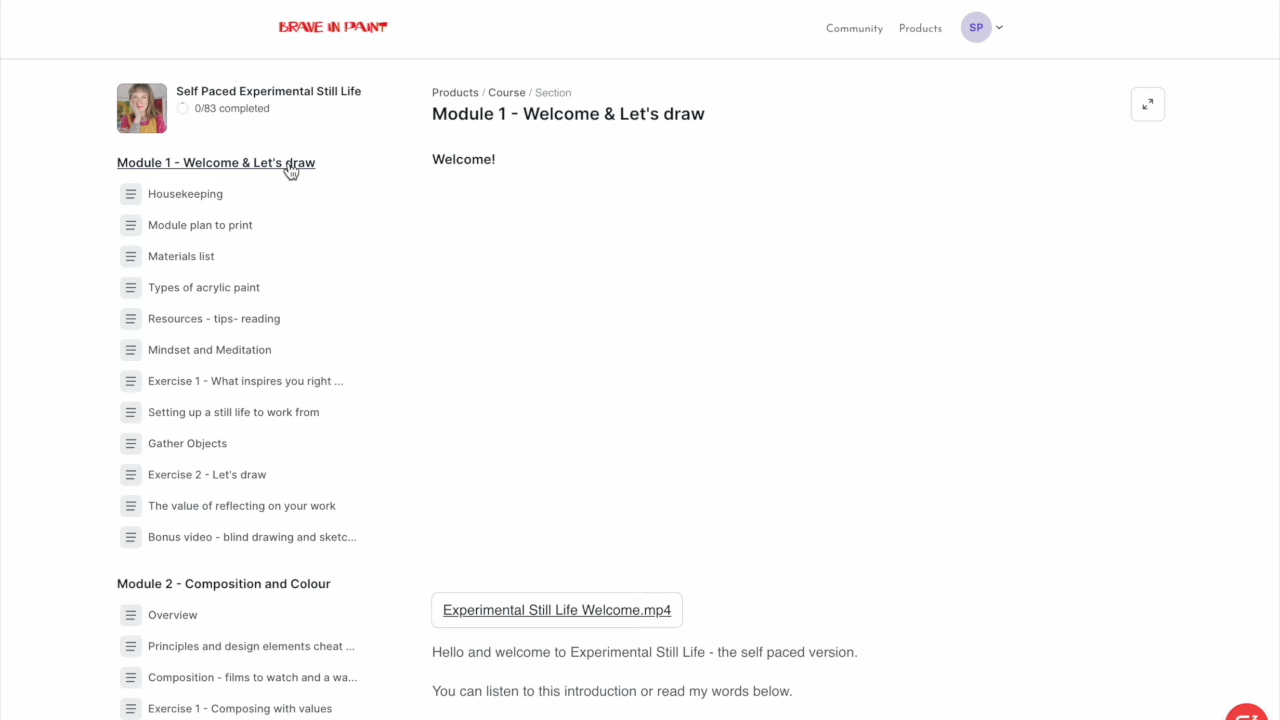 BRAVE IN PAINT
Community
Products
SP
Self Paced Experimental Still Life
0/83 completed
Module 1 - Welcome & Let's draw
Housekeeping
Module plan to print
Materials list
Types of acrylic paint
Resources - tips- reading
Mindset and Meditation
Exercise 1 - What inspires you right ...
Setting up a still life to work from
Gather Objects
Exercise 2 - Let's draw
The value of reflecting on your work
Bonus video - blind drawing and sketc...
Module 2 - Composition and Colour
Overview
Principles and design elements cheat ...
Composition - films to watch and a wa...
Exercise 1 - Composing with values
Products / Course / Section
Module 1 - Welcome & Let's draw
Welcome!
Experimental Still Life Welcome.mp4
Hello and welcome to Experimental Still Life - the self paced version.
You can listen to this introduction or read my words below.